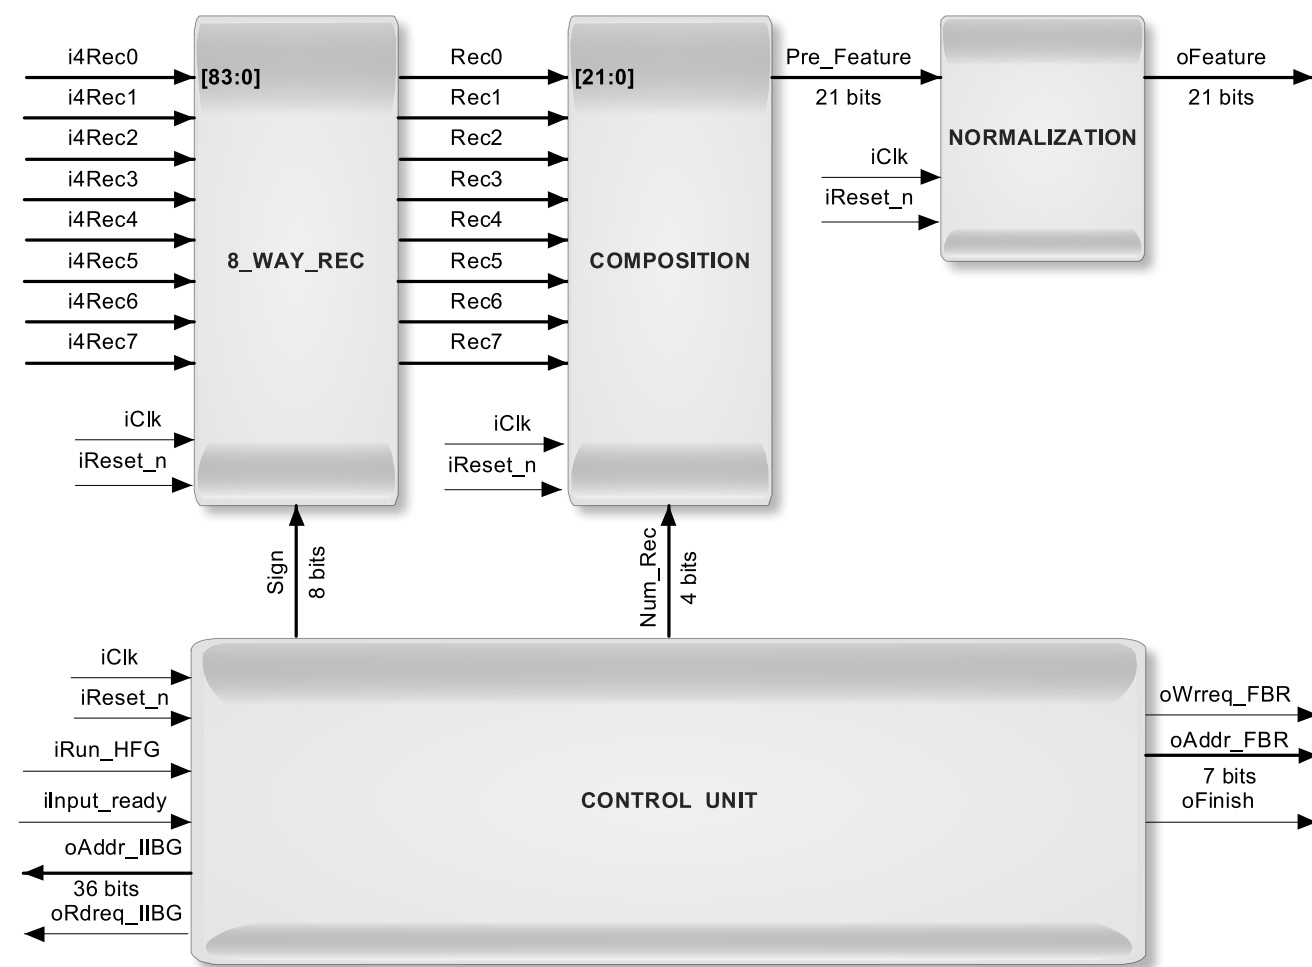 i4Rec0 Rec0 Pre_Feature oFeature
[83:0] [21:0]
i4Rec1 Rec1 21 bits 21 bits
i4Rec2 Rec2 NORMALIZATION
i4Rec3 Rec3 iClk
i4Rec4 Rec4 iReset_n
i4Rec5 8_WAY_REC Rec5 COMPOSITION
i4Rec6 Rec6
i4Rec7 Rec7
iClk iClk
iReset_n iReset_n
Sign
8 bits
Num_Rec
4 bits
iClk
iReset_n oWrreq_FBR
iRun_HFG oAddr_FBR
7 bits
iInput_ready CONTROL UNIT oFinish
oAddr_IIBG
36 bits
oRdreq_IIBG